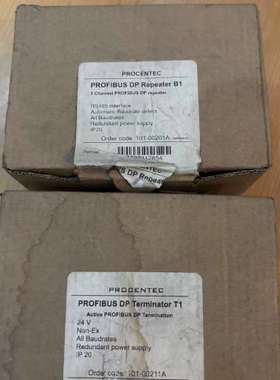 PROCENTEC
PROFIBUS DP Repeater B1
1 Channel PROFIBUS DP repeater
RS485 interface
Automatic Baudrate detect
All Baudrates
Redundant power supply
IP 20
Order code: 101-00201A
DP Repeat
PROCENTEC
PROFIBUS DP Terminator T1
Active PROFIBUS DP Termination
24 V
Non-Ex
All Baudrates
Redundant power supply
IP 20
Order code: 101-00211A